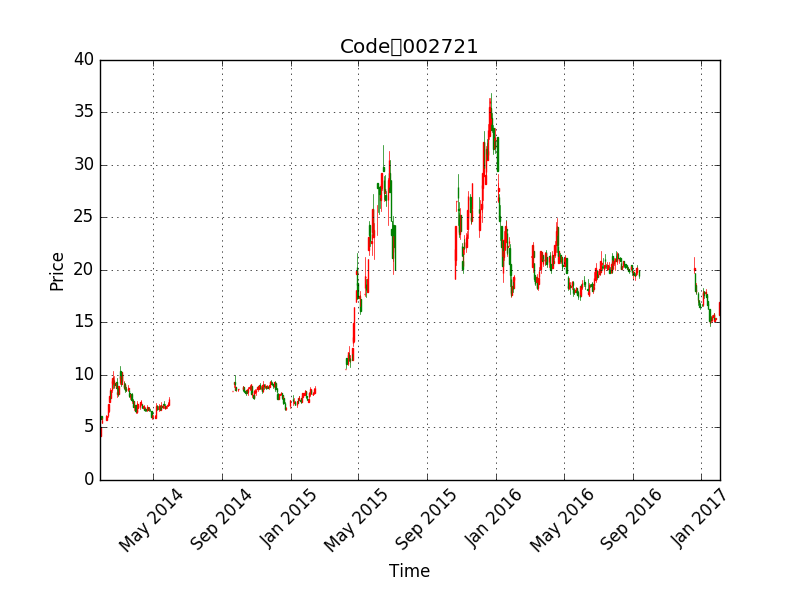 Code▯002721
40
35
30
25
20
15
10
5
0
Price
May 2014
Sep 2014
Jan 2015
May 2015
Sep 2015
Jan 2016
May 2016
Sep 2016
Jan 2017
Time